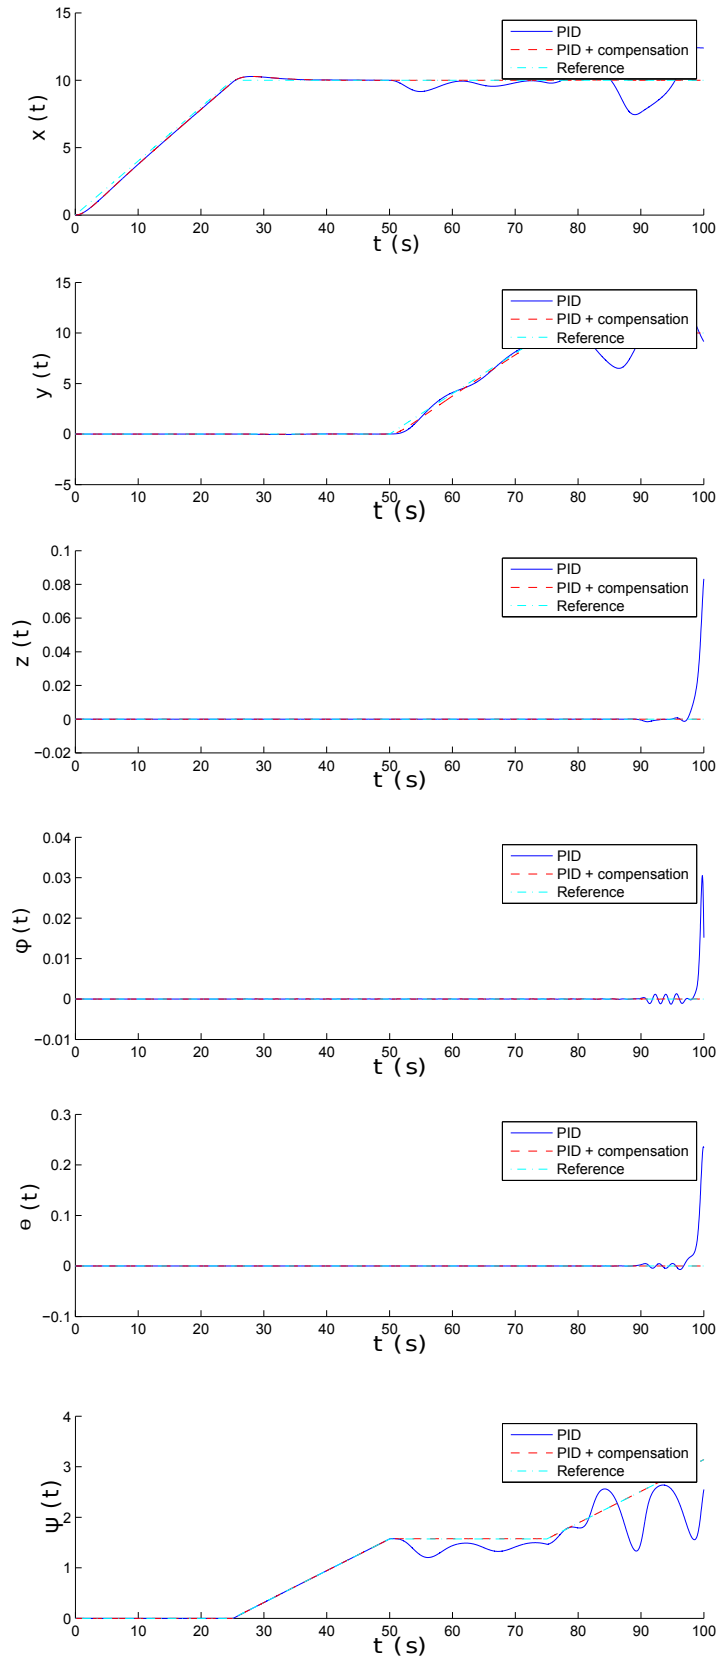 15
10
5
0
x (t)
PID
PID + compensation
Reference
0 10 20 30 40 50 60 70 80 90 100
t (s)
15
10
5
0
−5
y (t)
PID
PID + compensation
Reference
0 10 20 30 40 50 60 70 80 90 100
t (s)
0.1
0.08
0.06
0.04
0.02
0
−0.02
z (t)
PID
PID + compensation
Reference
0 10 20 30 40 50 60 70 80 90 100
t (s)
0.04
0.03
0.02
0.01
0
−0.01
φ (t)
PID
PID + compensation
Reference
0 10 20 30 40 50 60 70 80 90 100
t (s)
0.3
0.2
0.1
0
−0.1
θ (t)
PID
PID + compensation
Reference
0 10 20 30 40 50 60 70 80 90 100
t (s)
4
3
2
1
0
ψ (t)
PID
PID + compensation
Reference
0 10 20 30 40 50 60 70 80 90 100
t (s)